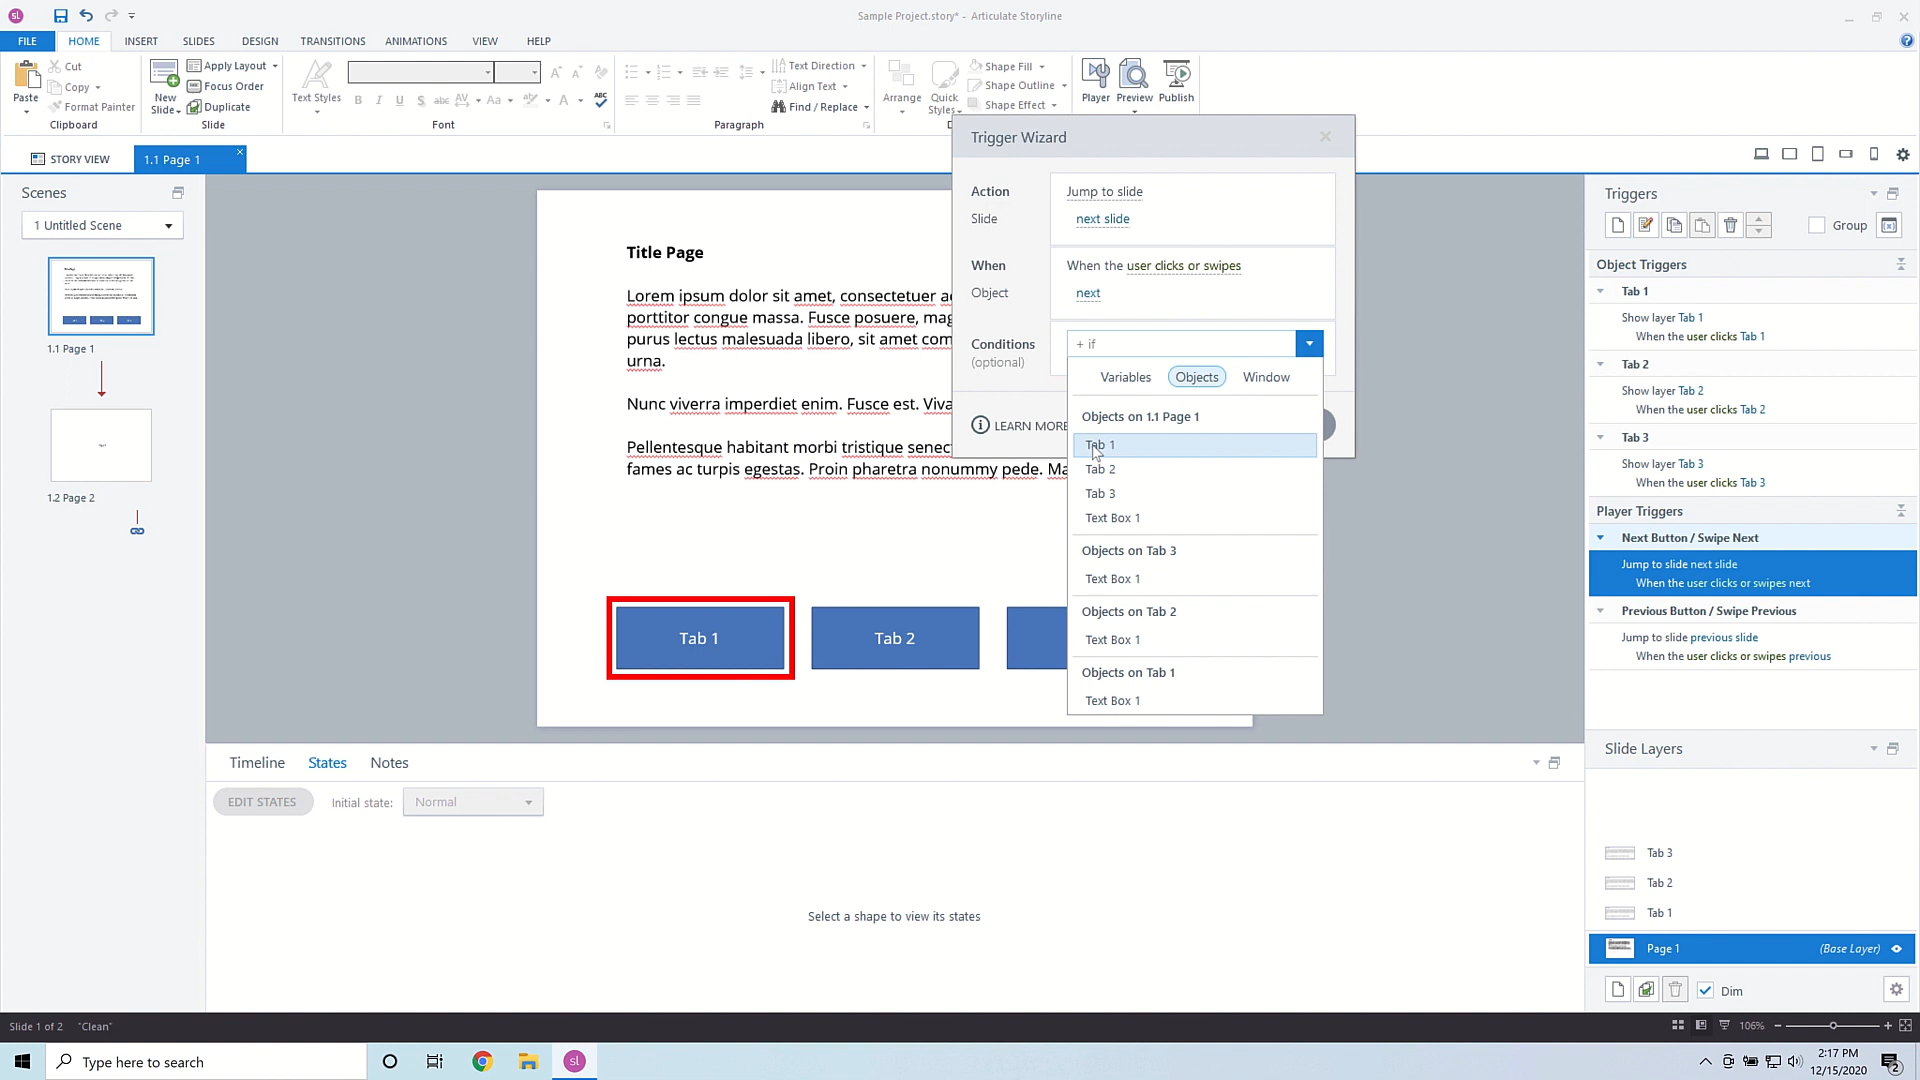 sl
Sample Project.story* - Articulate Storyline
FILE HOME INSERT SLIDES DESIGN TRANSITIONS ANIMATIONS VIEW HELP
Paste
Cut
Copy
Format Painter
Clipboard
New
Slide
Apply Layout
Focus Order
Duplicate
Slide
Text Styles
B I U S abc AV Aa A
ABC
Font
Text Direction
Align Text
Find / Replace
Paragraph
Arrange
Quick
Styles
Shape Fill
Shape Outline
Shape Effect
D
Player
Preview
Publish
STORY VIEW
1.1 Page 1
Scenes
1 Untitled Scene
1.1 Page 1
1.2 Page 2
Title Page
Lorem ipsum dolor sit amet, consectetuer a
porttitor congue massa. Fusce posuere, mag
purus lectus malesuada libero, sit amet com
urna.
Nunc viverra imperdiet enim. Fusce est. Viva
Pellentesque habitant morbi tristique senect
fames ac turpis egestas. Proin pharetra nonummy pede. Ma
Tab 1
Tab 2
Trigger Wizard
Action
Jump to slide
Slide
next slide
When
When the user clicks or swipes
Object
next
Conditions
(optional)
+ if
LEARN MORE
Variables Objects Window
Objects on 1.1 Page 1
Tab 1
Tab 2
Tab 3
Text Box 1
Objects on Tab 3
Text Box 1
Objects on Tab 2
Text Box 1
Objects on Tab 1
Text Box 1
Triggers
Group
Object Triggers
Tab 1
Show layer Tab 1
When the user clicks Tab 1
Tab 2
Show layer Tab 2
When the user clicks Tab 2
Tab 3
Show layer Tab 3
When the user clicks Tab 3
Player Triggers
Next Button / Swipe Next
Jump to slide next slide
When the user clicks or swipes next
Previous Button / Swipe Previous
Jump to slide previous slide
When the user clicks or swipes previous
Timeline States Notes
EDIT STATES
Initial state:
Normal
Select a shape to view its states
Slide Layers
Tab 3
Tab 2
Tab 1
Page 1 (Base Layer)
Dim
Slide 1 of 2 "Clean"
106%
Type here to search
sl
2:17 PM
12/15/2020
2